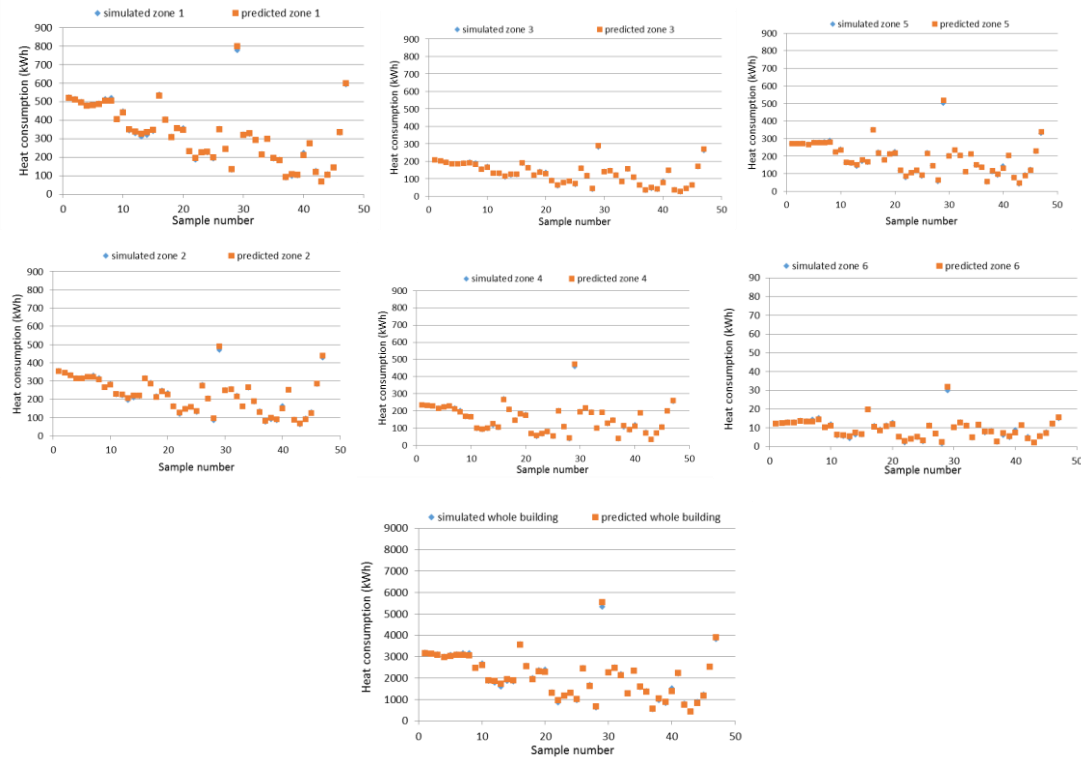 simulated zone 1 predicted zone 1
Heat consumption (kWh)
900
800
700
600
500
400
300
200
100
0
0 10 20 30 40 50
Sample number
simulated zone 3 predicted zone 3
Heat consumption (kWh)
900
800
700
600
500
400
300
200
100
0
0 10 20 30 40 50
Sample number
simulated zone 5 predicted zone 5
Heat consumption (kWh)
900
800
700
600
500
400
300
200
100
0
0 10 20 30 40 50
Sample number
simulated zone 2 predicted zone 2
Heat consumption (kWh)
900
800
700
600
500
400
300
200
100
0
0 10 20 30 40 50
Sample number
simulated zone 4 predicted zone 4
Heat consumption (kWh)
900
800
700
600
500
400
300
200
100
0
0 10 20 30 40 50
Sample number
simulated zone 6 predicted zone 6
Heat consumption (kWh)
90
80
70
60
50
40
30
20
10
0
0 10 20 30 40 50
Sample number
simulated whole building predicted whole building
Heat consumption (kWh)
9000
8000
7000
6000
5000
4000
3000
2000
1000
0
0 10 20 30 40 50
Sample number